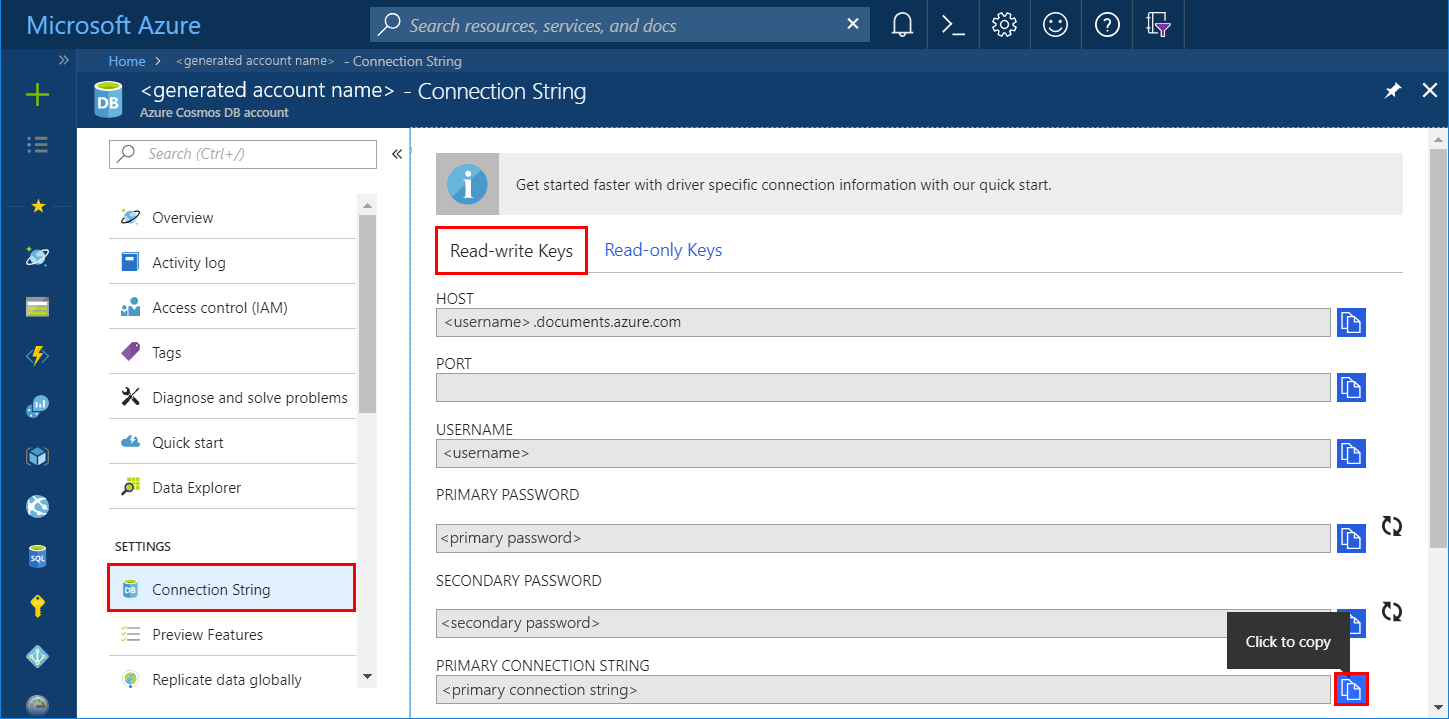 Microsoft Azure
Search resources, services, and docs
Home > <generated account name> - Connection String
<generated account name> - Connection String
Azure Cosmos DB account
DB
Search (Ctrl+/)
Overview
Activity log
Access control (IAM)
Tags
Diagnose and solve problems
Quick start
Data Explorer
SETTINGS
DB
Connection String
Preview Features
Replicate data globally
SQL
Get started faster with driver specific connection information with our quick start.
Read-write Keys
Read-only Keys
HOST
<username>.documents.azure.com
PORT
USERNAME
<username>
PRIMARY PASSWORD
<primary password>
SECONDARY PASSWORD
<secondary password>
Click to copy
PRIMARY CONNECTION STRING
<primary connection string>